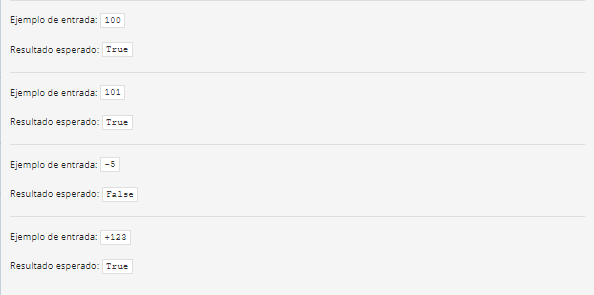 Ejemplo de entrada: 100
Resultado esperado: True
Ejemplo de entrada: 101
Resultado esperado: True
Ejemplo de entrada: -5
Resultado esperado: False
Ejemplo de entrada: +123
Resultado esperado: True